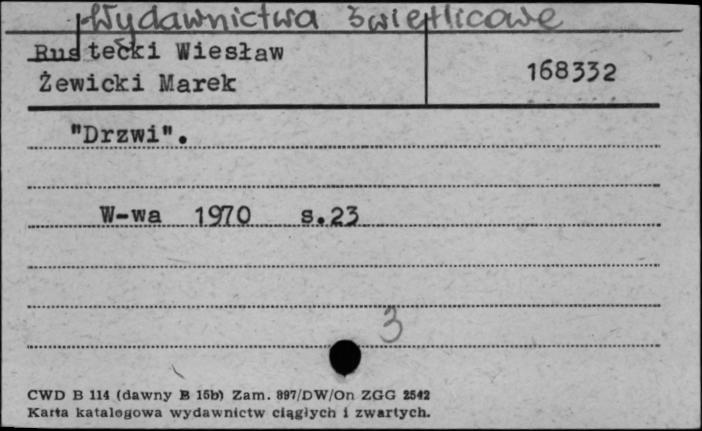 Wydawnictwa świetlicowe
Rustecki Wiesław
Żewicki Marek
168332
"Drzwi".
W-wa 1970 s.23
3
CWD B 114 (dawny B 15b) Zam. 897/DW/On ZGG 2542
Karta katalogowa wydawnictw ciągłych i zwartych.